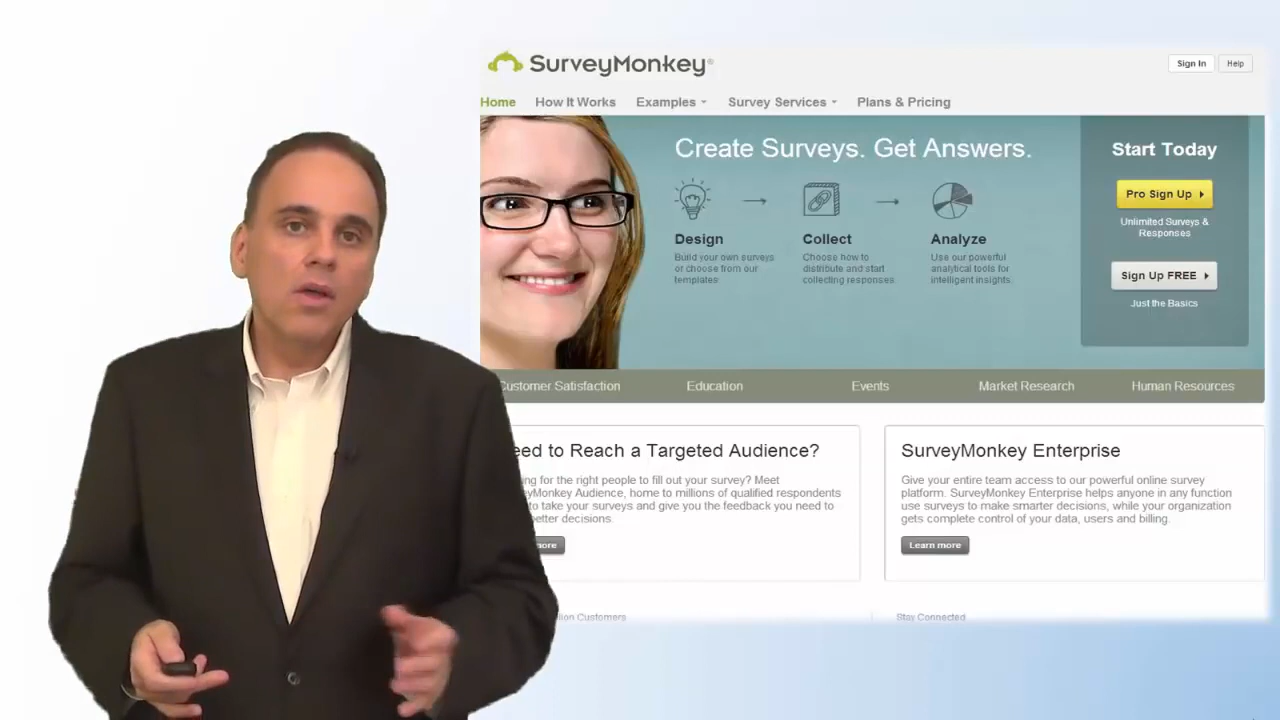 SurveyMonkey®
Sign In
Help
Home
How It Works
Examples
Survey Services
Plans & Pricing
Create Surveys. Get Answers.
Design
Build your own surveys
or choose from our
templates.
Collect
Choose how to
distribute and start
collecting responses.
Analyze
Use our powerful
analytical tools for
intelligent insights.
Start Today
Pro Sign Up
Unlimited Surveys &
Responses
Sign Up FREE
Just the Basics
Customer Satisfaction
Education
Events
Market Research
Human Resources
to Reach a Targeted Audience?
for the right people to fill out your survey? Meet
Audience, home to millions of qualified respondents
to take your surveys and give you the feedback you need to
decisions.
SurveyMonkey Enterprise
Give your entire team access to our powerful online survey
platform. SurveyMonkey Enterprise helps anyone in any function
use surveys to make smarter decisions, while your organization
gets complete control of your data, users and billing.
more
Learn more
Customers
Stay Connected